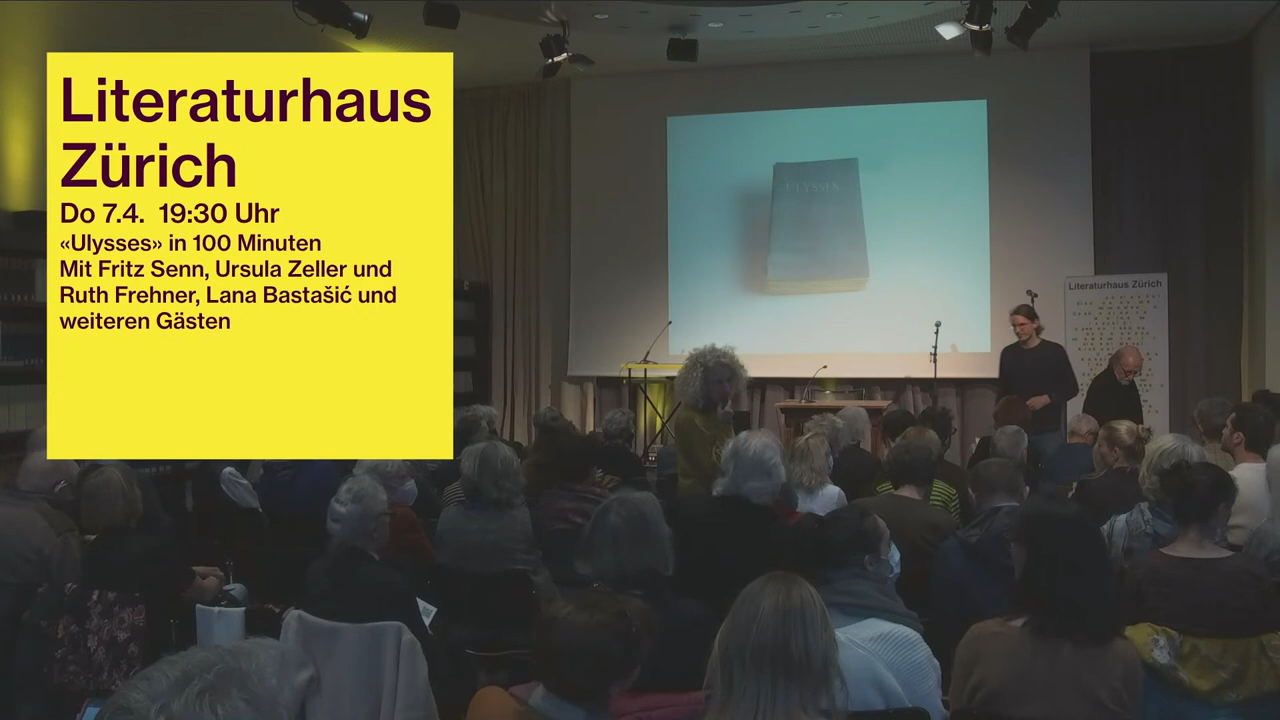 Literaturhaus
Zürich
Do 7.4. 19:30 Uhr
«Ulysses» in 100 Minuten
Mit Fritz Senn, Ursula Zeller und
Ruth Frehner, Lana Bastašić und
weiteren Gästen
ULYSSES
Literaturhaus Zürich